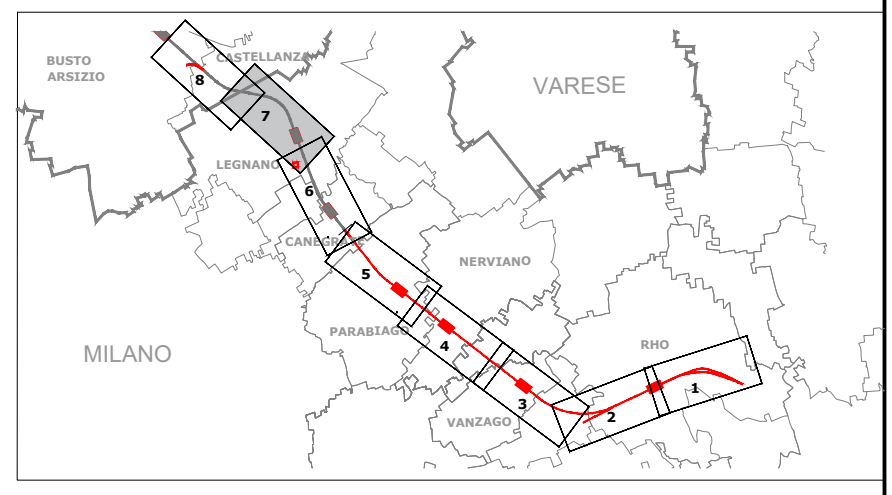 BUSTO
ARSIZIO
CASTELLANZA
8
VARESE
7
LEGNANO
6
CANEGRATE
NERVIANO
5
PARABIAGO
4
MILANO
RHO
3
1
2
VANZAGO